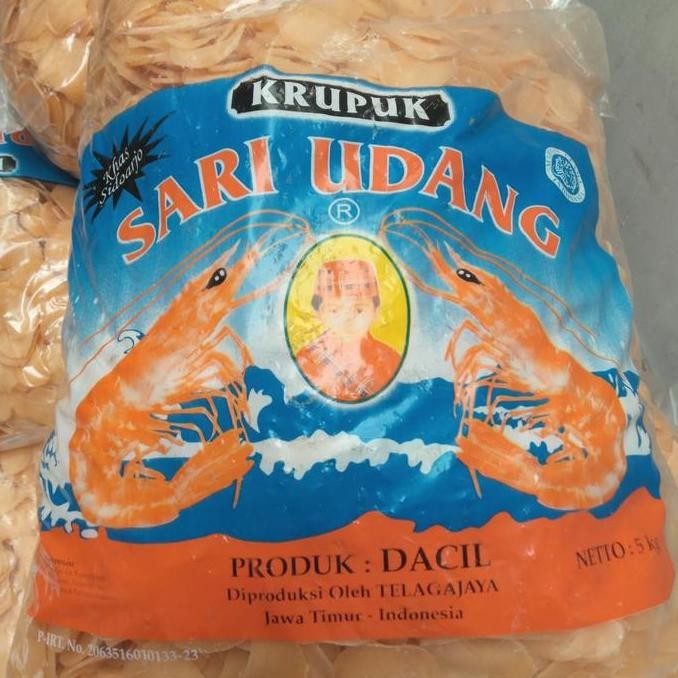 KRUPUK
Khas
Sidoarjo
SARI UDANG
®
PRODUK : DACIL
Diproduksi Oleh TELAGAJAYA
Jawa Timur - Indonesia
NETTO : 5 kg
P-IRT. No. 2063516010133-23